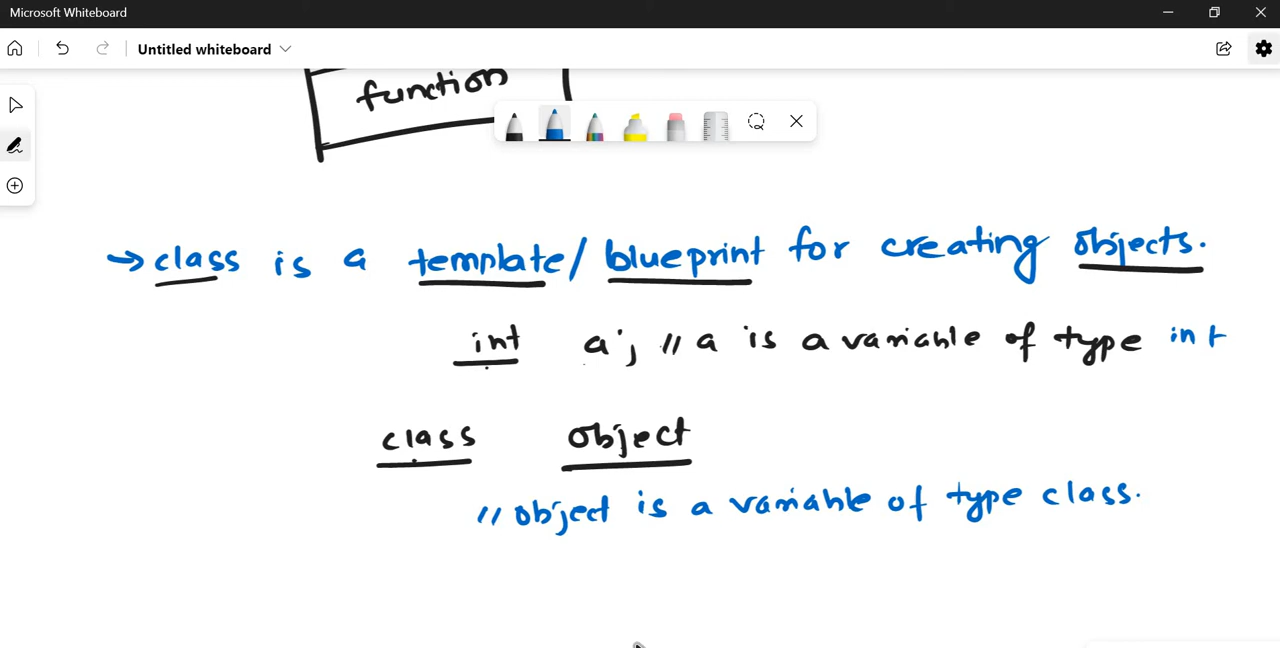 Microsoft Whiteboard
Untitled whiteboard
function
→ class is a template/ blueprint for creating objects.
int a; // a is a variable of type int
class object
// object is a variable of type class.